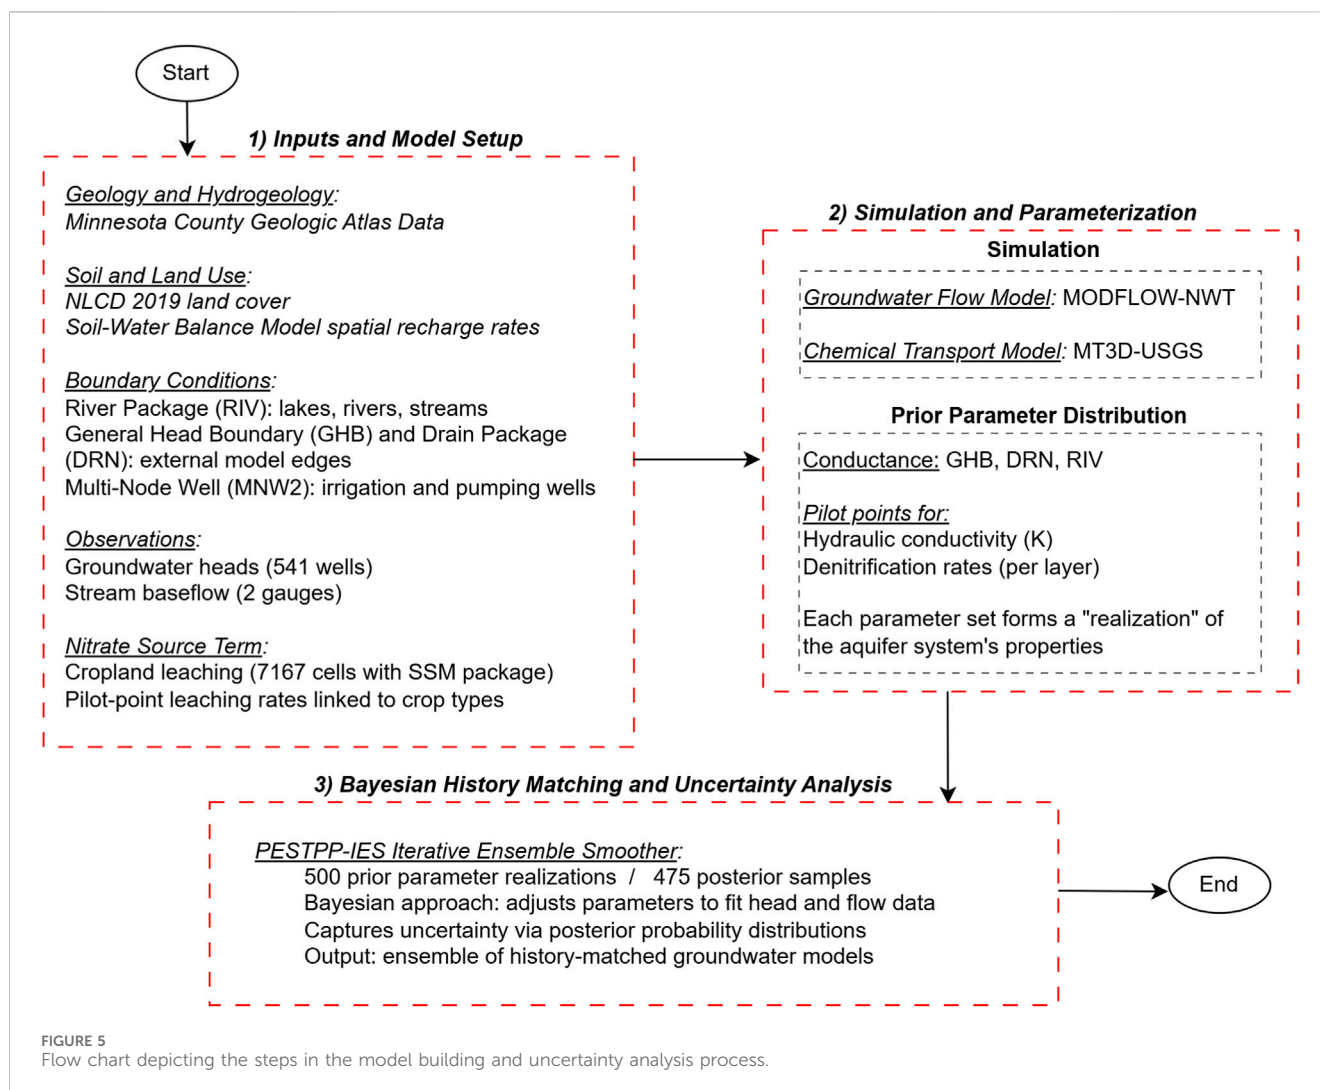 Start
1) Inputs and Model Setup
Geology and Hydrogeology:
Minnesota County Geologic Atlas Data
Soil and Land Use:
NLCD 2019 land cover
Soil-Water Balance Model spatial recharge rates
Boundary Conditions:
River Package (RIV): lakes, rivers, streams
General Head Boundary (GHB) and Drain Package
(DRN): external model edges
Multi-Node Well (MNW2): irrigation and pumping wells
Observations:
Groundwater heads (541 wells)
Stream baseflow (2 gauges)
Nitrate Source Term:
Cropland leaching (7167 cells with SSM package)
Pilot-point leaching rates linked to crop types
2) Simulation and Parameterization
Simulation
Groundwater Flow Model: MODFLOW-NWT
Chemical Transport Model: MT3D-USGS
Prior Parameter Distribution
Conductance: GHB, DRN, RIV
Pilot points for:
Hydraulic conductivity (K)
Denitrification rates (per layer)
Each parameter set forms a "realization" of
the aquifer system's properties
3) Bayesian History Matching and Uncertainty Analysis
PESTPP-IES Iterative Ensemble Smoother:
500 prior parameter realizations / 475 posterior samples
Bayesian approach: adjusts parameters to fit head and flow data
Captures uncertainty via posterior probability distributions
Output: ensemble of history-matched groundwater models
End
FIGURE 5
Flow chart depicting the steps in the model building and uncertainty analysis process.